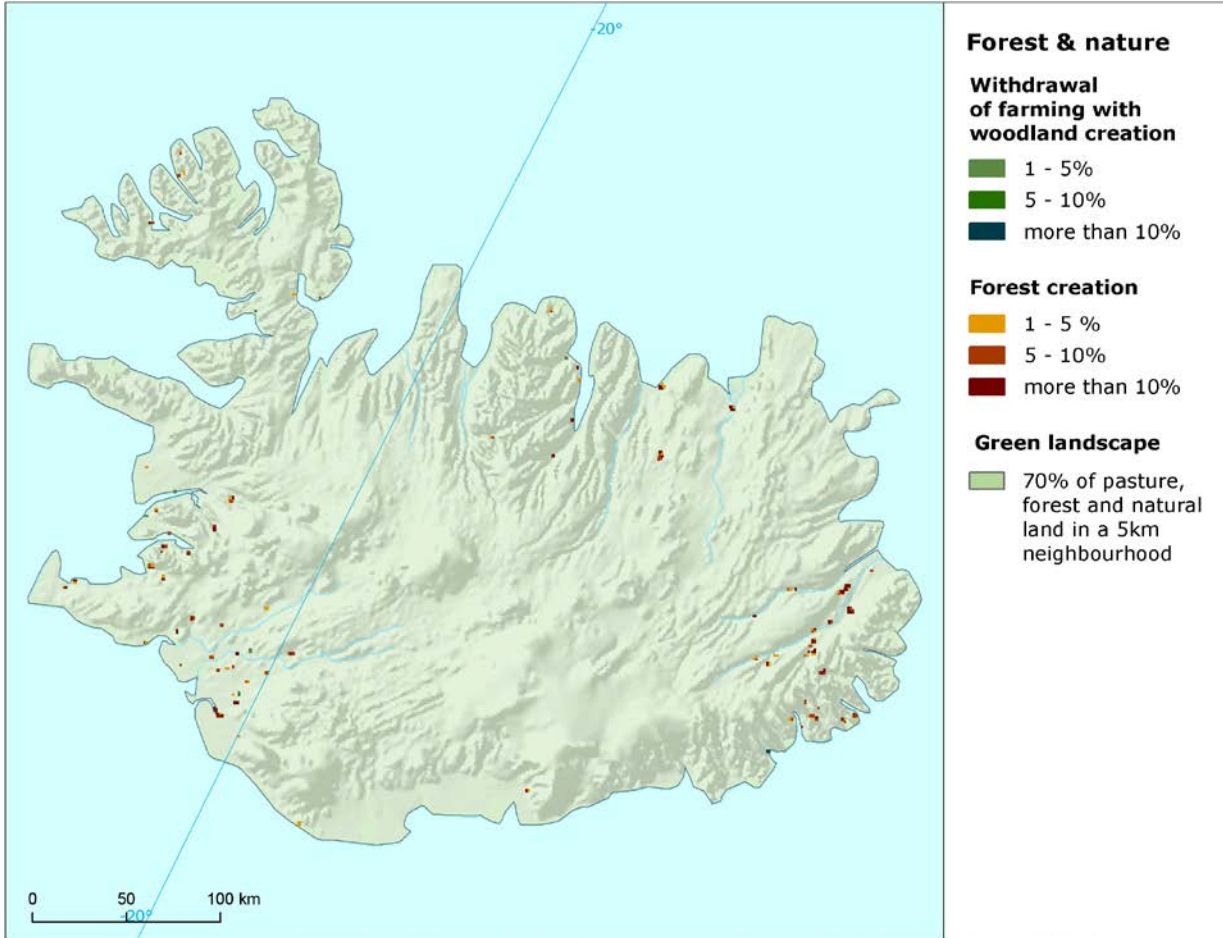 -20°
Forest & nature
Withdrawal
of farming with
woodland creation
1 - 5%
5 - 10%
more than 10%
Forest creation
1 - 5 %
5 - 10%
more than 10%
Green landscape
70% of pasture,
forest and natural
land in a 5km
neighbourhood
0 50 100 km
-20°